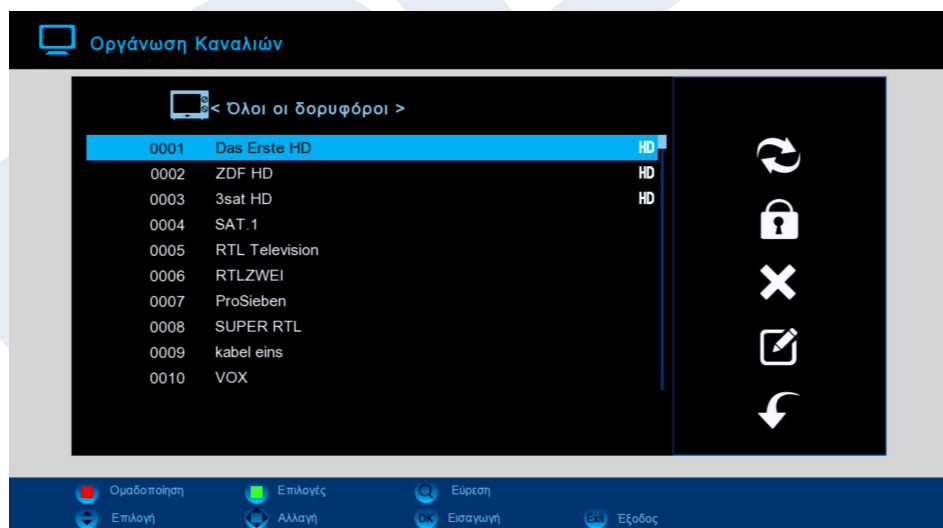 Οργάνωση Καναλιών
< Όλοι οι δορυφόροι >
0001 Das Erste HD HD
0002 ZDF HD HD
0003 3sat HD HD
0004 SAT.1
0005 RTL Television
0006 RTLZWEI
0007 ProSieben
0008 SUPER RTL
0009 kabel eins
0010 VOX
Ομαδοποίηση Επιλογές Εύρεση
Επιλογή Αλλαγή OK Εισαγωγή Exit Έξοδος